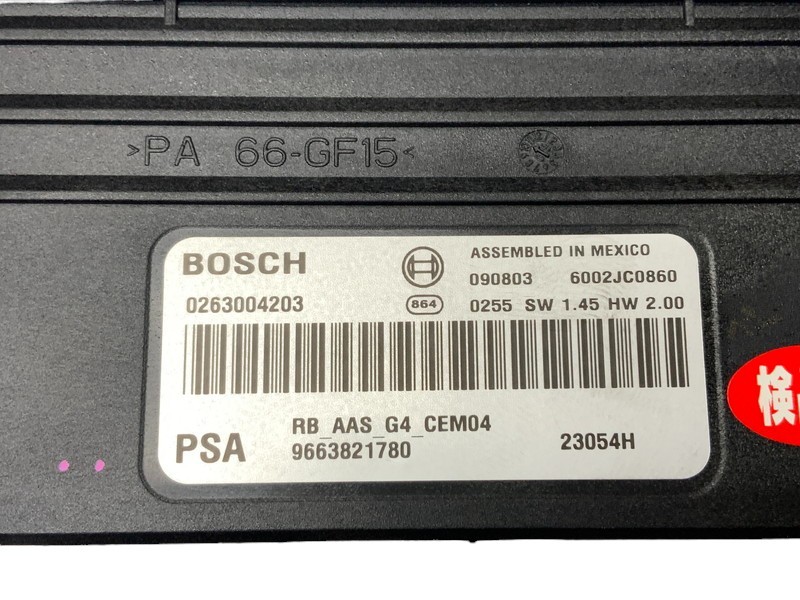 >PA 66-GF15<
BOSCH
ASSEMBLED IN MEXICO
090803 6002JC0860
0263004203
864
0255 SW 1.45 HW 2.00
RB_AAS_G4_CEM04
PSA
9663821780
23054H
検